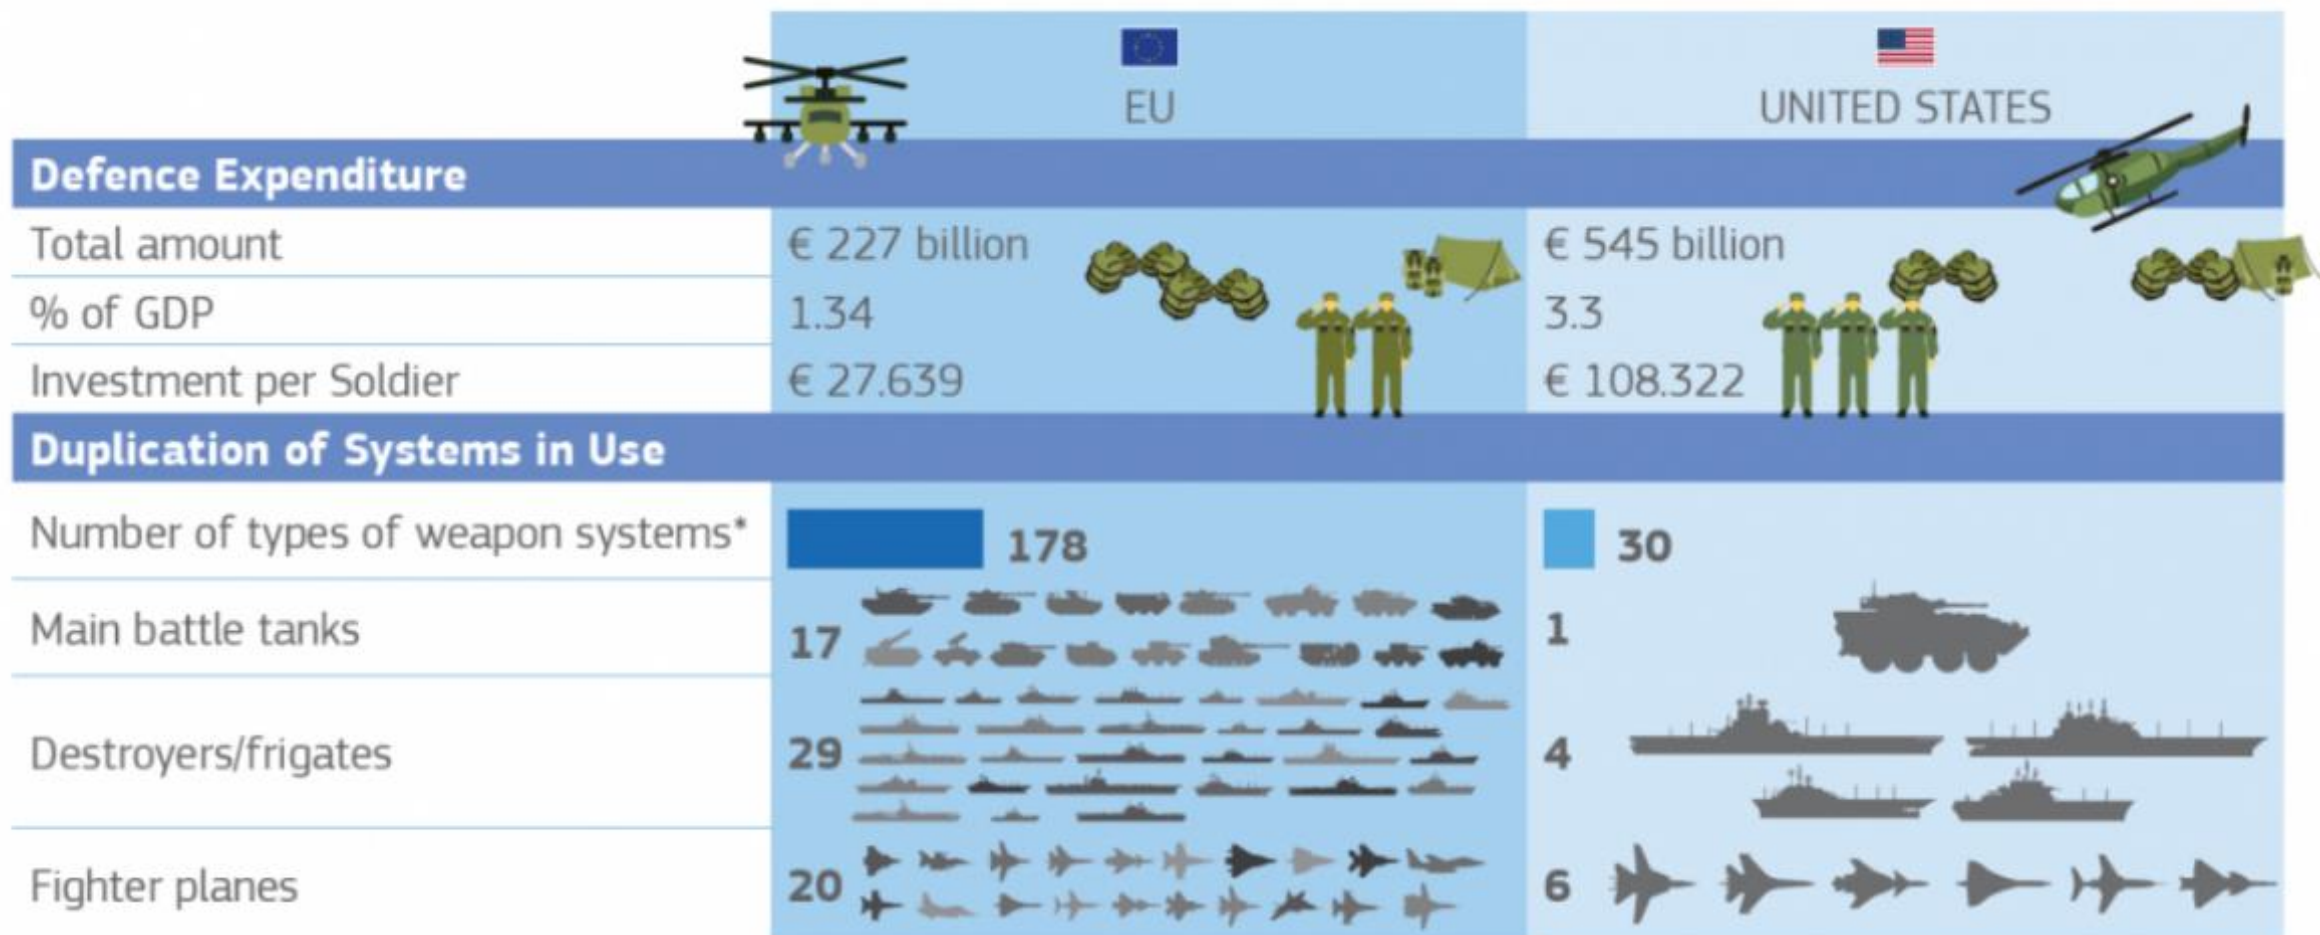 EU
UNITED STATES
Defence Expenditure
Total amount € 227 billion € 545 billion
% of GDP 1.34 3.3
Investment per Soldier € 27.639 € 108.322
Duplication of Systems in Use
Number of types of weapon systems* 178 30
Main battle tanks 17 1
Destroyers/frigates 29 4
Fighter planes 20 6